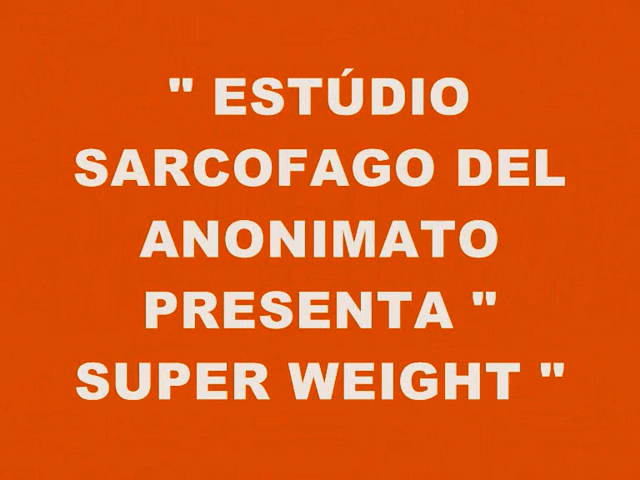 " ESTÚDIO
SARCOFAGO DEL
ANONIMATO
PRESENTA "
SUPER WEIGHT "